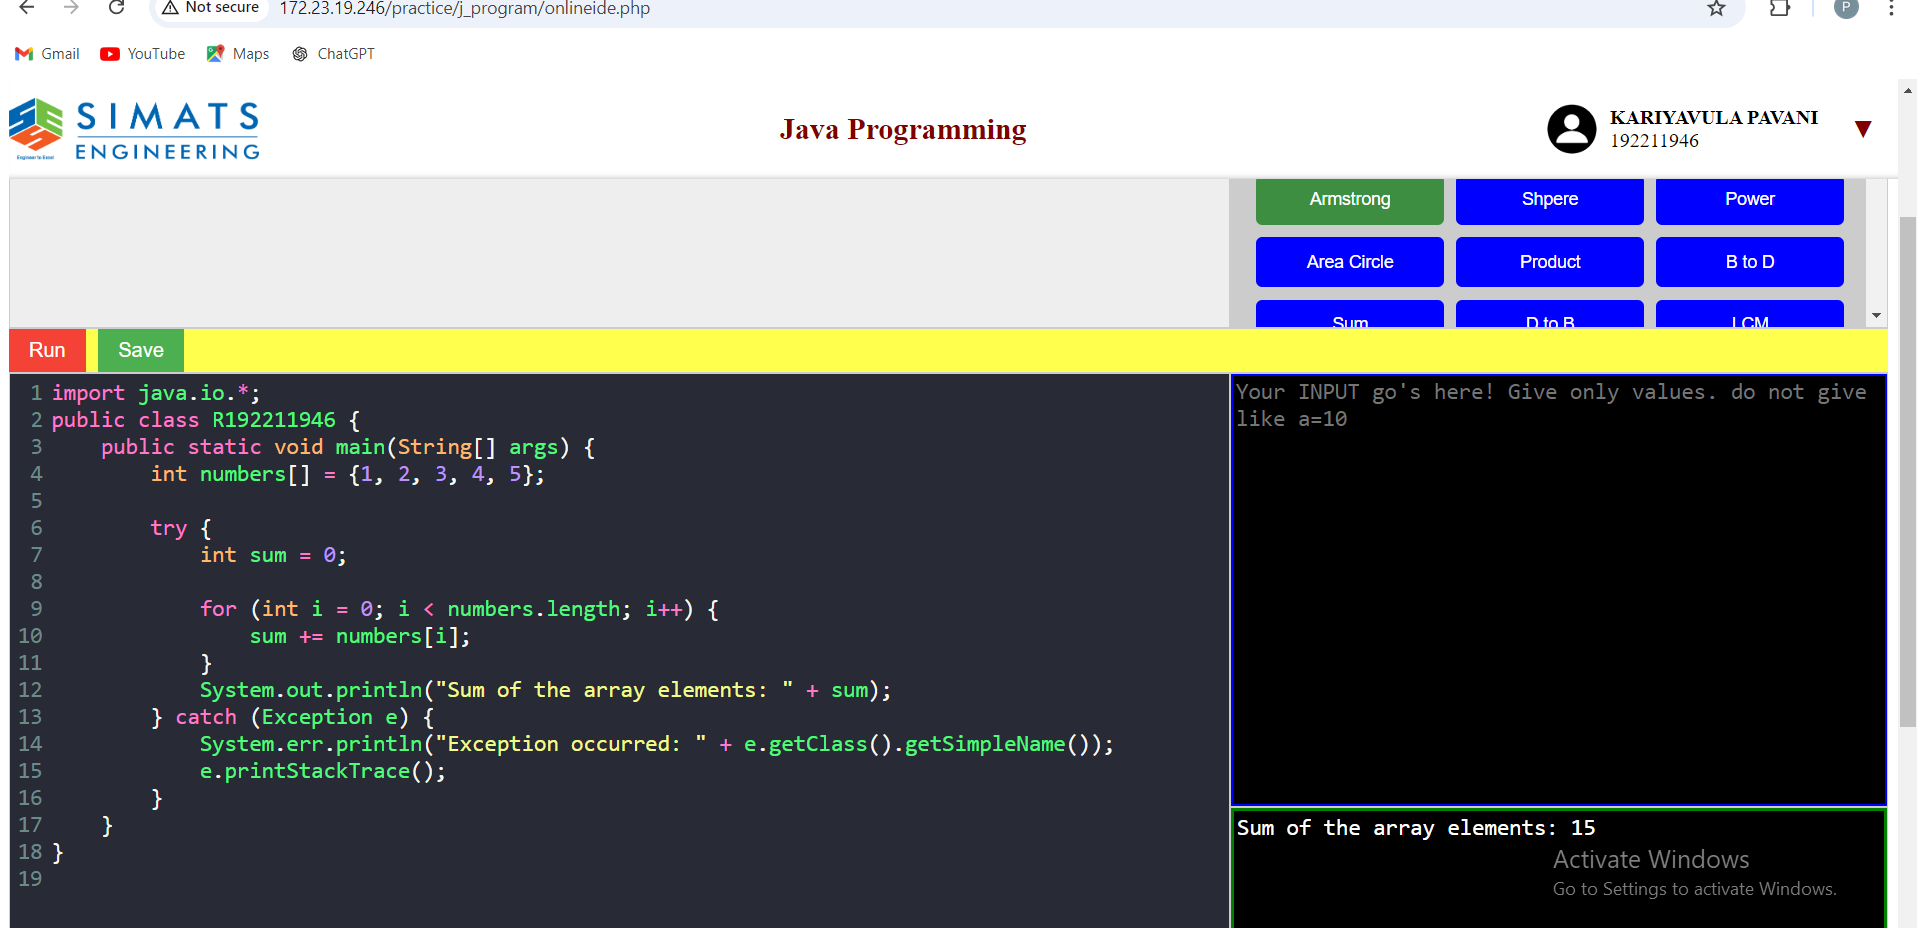 Not secure 172.23.19.246/practice/j_program/onlineide.php P
Gmail YouTube Maps ChatGPT
SIMATS
ENGINEERING
Engineer to Excel
Java Programming
KARIYAVULA PAVANI
192211946
Armstrong Shpere Power
Area Circle Product B to D
Sum D to B LCM
Run Save
1 import java.io.*;
2 public class R192211946 {
3 public static void main(String[] args) {
4 int numbers[] = {1, 2, 3, 4, 5};
5
6 try {
7 int sum = 0;
8
9 for (int i = 0; i < numbers.length; i++) {
10 sum += numbers[i];
11 }
12 System.out.println("Sum of the array elements: " + sum);
13 } catch (Exception e) {
14 System.err.println("Exception occurred: " + e.getClass().getSimpleName());
15 e.printStackTrace();
16 }
17 }
18 }
19
Your INPUT go's here! Give only values. do not give
like a=10
Sum of the array elements: 15
Activate Windows
Go to Settings to activate Windows.